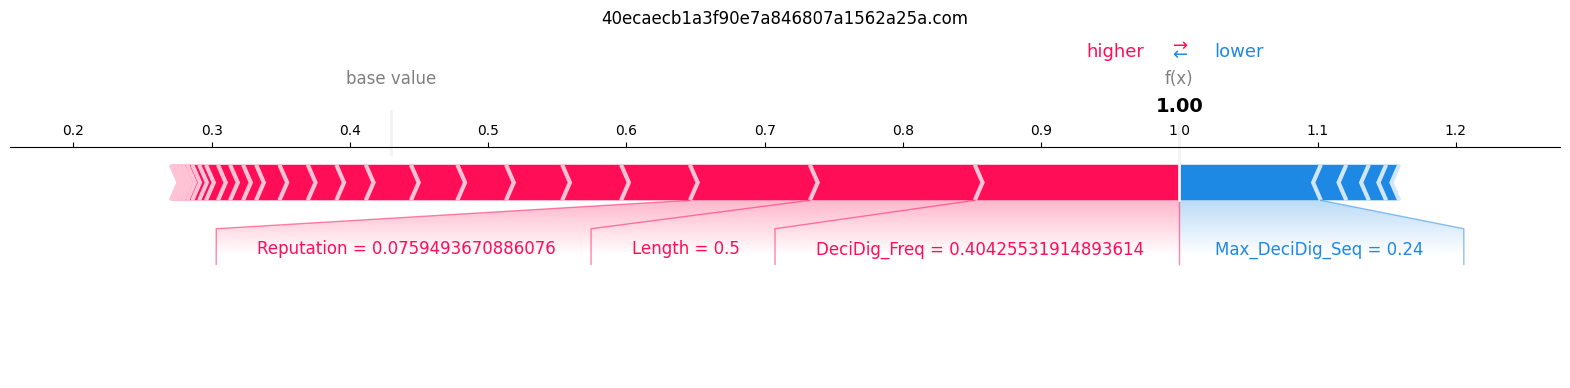 40ecaecb1a3f90e7a846807a1562a25a.com
higher → ← lower
base value f(x)
1.00
0.2 0.3 0.4 0.5 0.6 0.7 0.8 0.9 1.0 1.1 1.2
Reputation = 0.0759493670886076 Length = 0.5 DeciDig_Freq = 0.40425531914893614 Max_DeciDig_Seq = 0.24